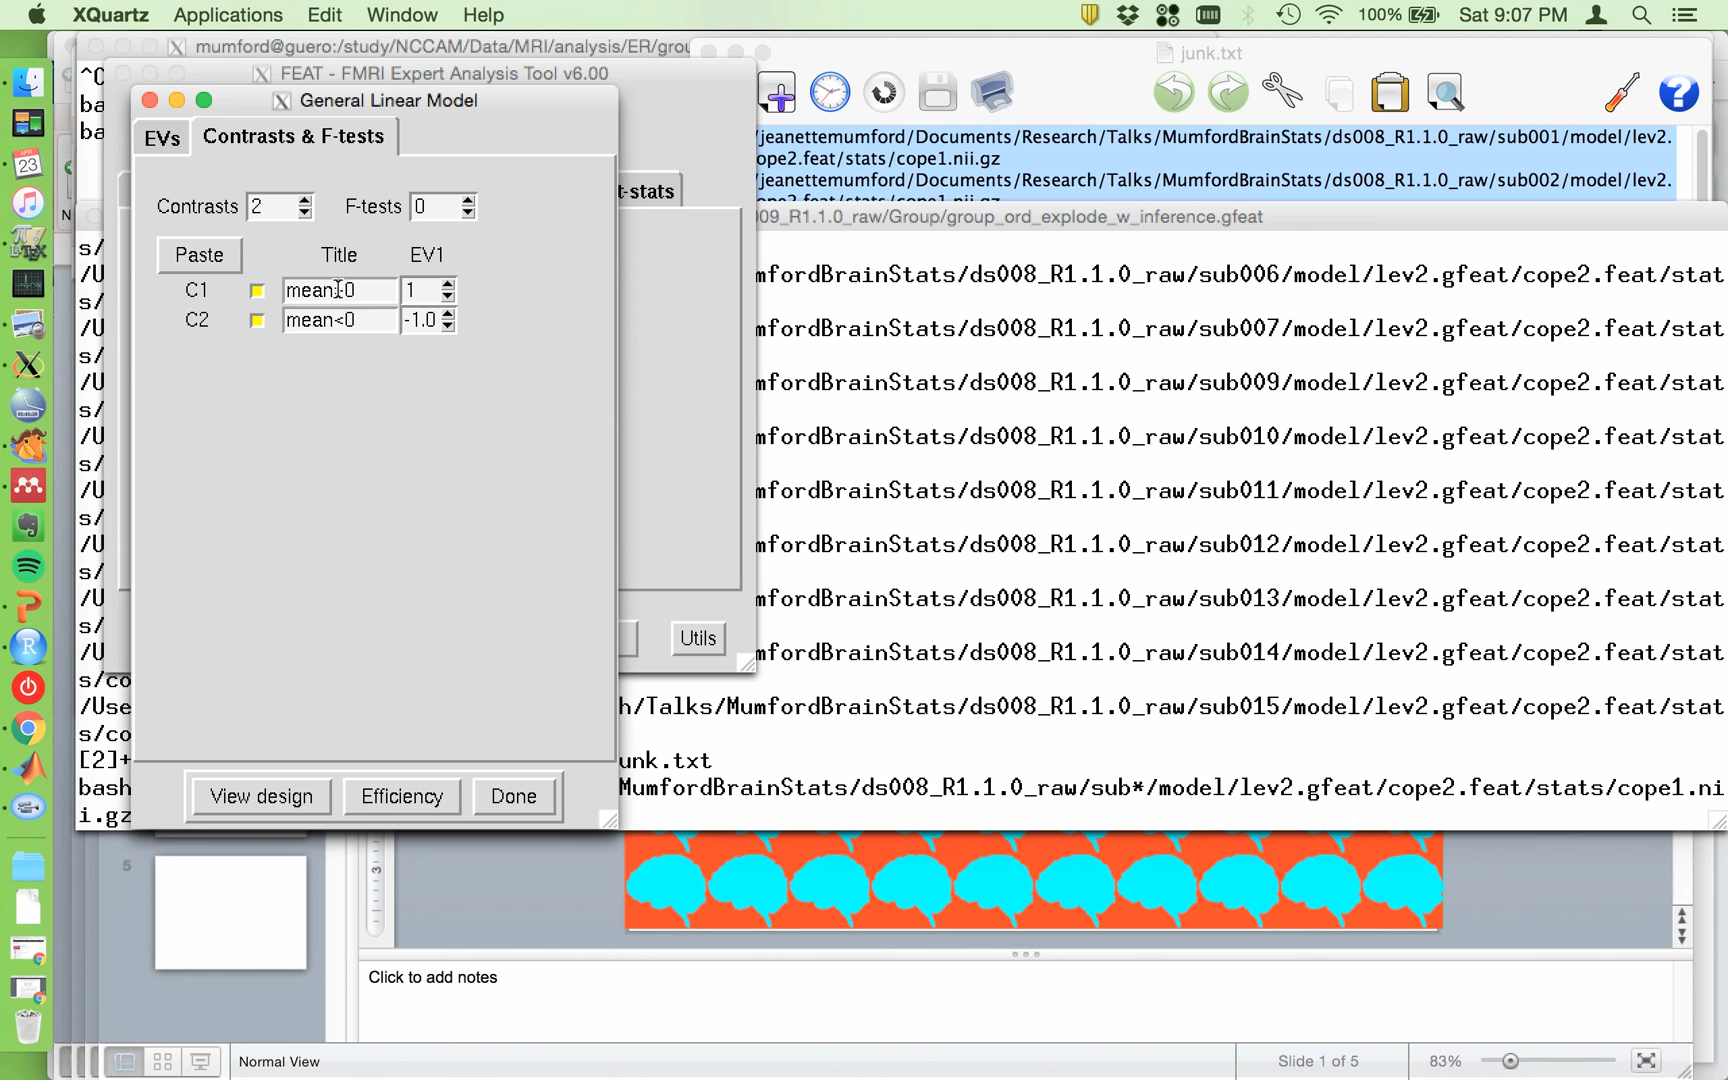 XQuartz Applications Edit Window Help
100% Sat 9:07 PM
mumford@guero:/study/NCCAM/Data/MRI/analysis/ER/grou
junk.txt
FEAT - FMRI Expert Analysis Tool v6.00
General Linear Model
EVs Contrasts & F-tests
t-stats
Contrasts 2 F-tests 0
Paste Title EV1
C1 mean 0 1
C2 mean<0 -1.0
View design Efficiency Done
Utils
/jeanettemumford/Documents/Research/Talks/MumfordBrainStats/ds008_R1.1.0_raw/sub001/model/lev2.
ope2.feat/stats/cope1.nii.gz
/jeanettemumford/Documents/Research/Talks/MumfordBrainStats/ds008_R1.1.0_raw/sub002/model/lev2.
009_R1.1.0_raw/Group/group_ord_explode_w_inference.gfeat
^C
ba
ba
s/
/U mfordBrainStats/ds008_R1.1.0_raw/sub006/model/lev2.gfeat/cope2.feat/stat
/U mfordBrainStats/ds008_R1.1.0_raw/sub007/model/lev2.gfeat/cope2.feat/stat
s/
/U mfordBrainStats/ds008_R1.1.0_raw/sub009/model/lev2.gfeat/cope2.feat/stat
s/
/U mfordBrainStats/ds008_R1.1.0_raw/sub010/model/lev2.gfeat/cope2.feat/stat
s/
/U mfordBrainStats/ds008_R1.1.0_raw/sub011/model/lev2.gfeat/cope2.feat/stat
s/
/U mfordBrainStats/ds008_R1.1.0_raw/sub012/model/lev2.gfeat/cope2.feat/stat
s/
/U mfordBrainStats/ds008_R1.1.0_raw/sub013/model/lev2.gfeat/cope2.feat/stat
s/
/U mfordBrainStats/ds008_R1.1.0_raw/sub014/model/lev2.gfeat/cope2.feat/stat
s/co
/Use h/Talks/MumfordBrainStats/ds008_R1.1.0_raw/sub015/model/lev2.gfeat/cope2.feat/stat
s/co
[2]+ unk.txt
bash MumfordBrainStats/ds008_R1.1.0_raw/sub*/model/lev2.gfeat/cope2.feat/stats/cope1.ni
i.gz
5
3
Click to add notes
Normal View Slide 1 of 5 83%
APR
23